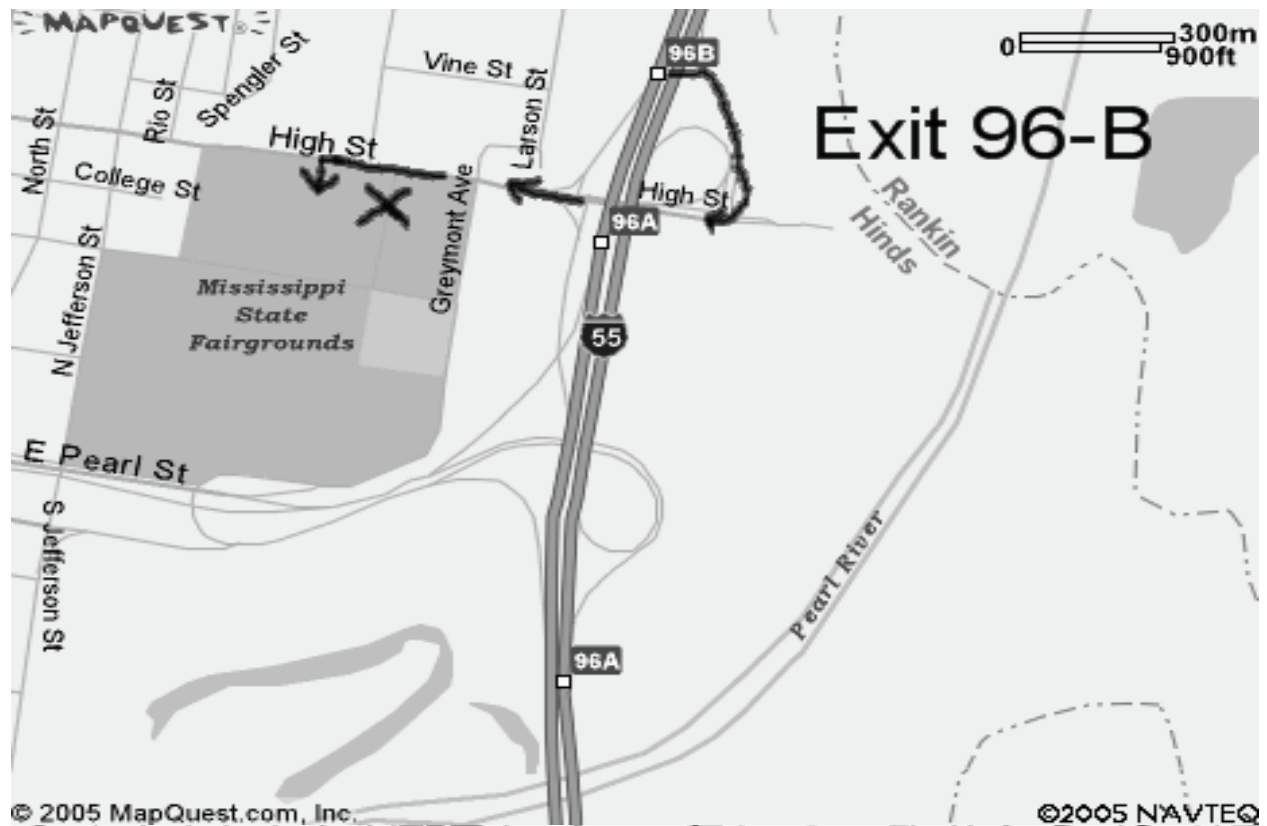 MAPQUEST®
300m
0
900ft
96B
Vine St
Spengler St
Rio St
Larson St
Exit 96-B
North St
High St
College St
Greymont Ave
High St
96A
Rankin
Hinds
N Jefferson St
Mississippi
State
Fairgrounds
55
E Pearl St
S Jefferson St
Pearl River
96A
© 2005 MapQuest.com, Inc.
©2005 NAVTEQ